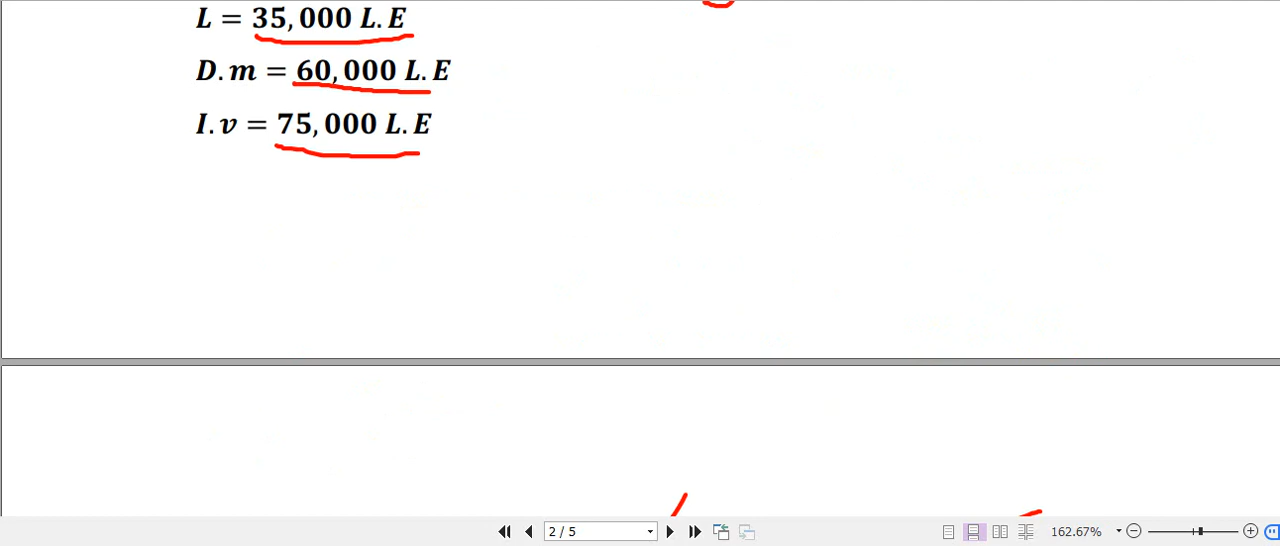 L = 35,000 L.E
D.m = 60,000 L.E
I.v = 75,000 L.E
2 / 5
162.67%